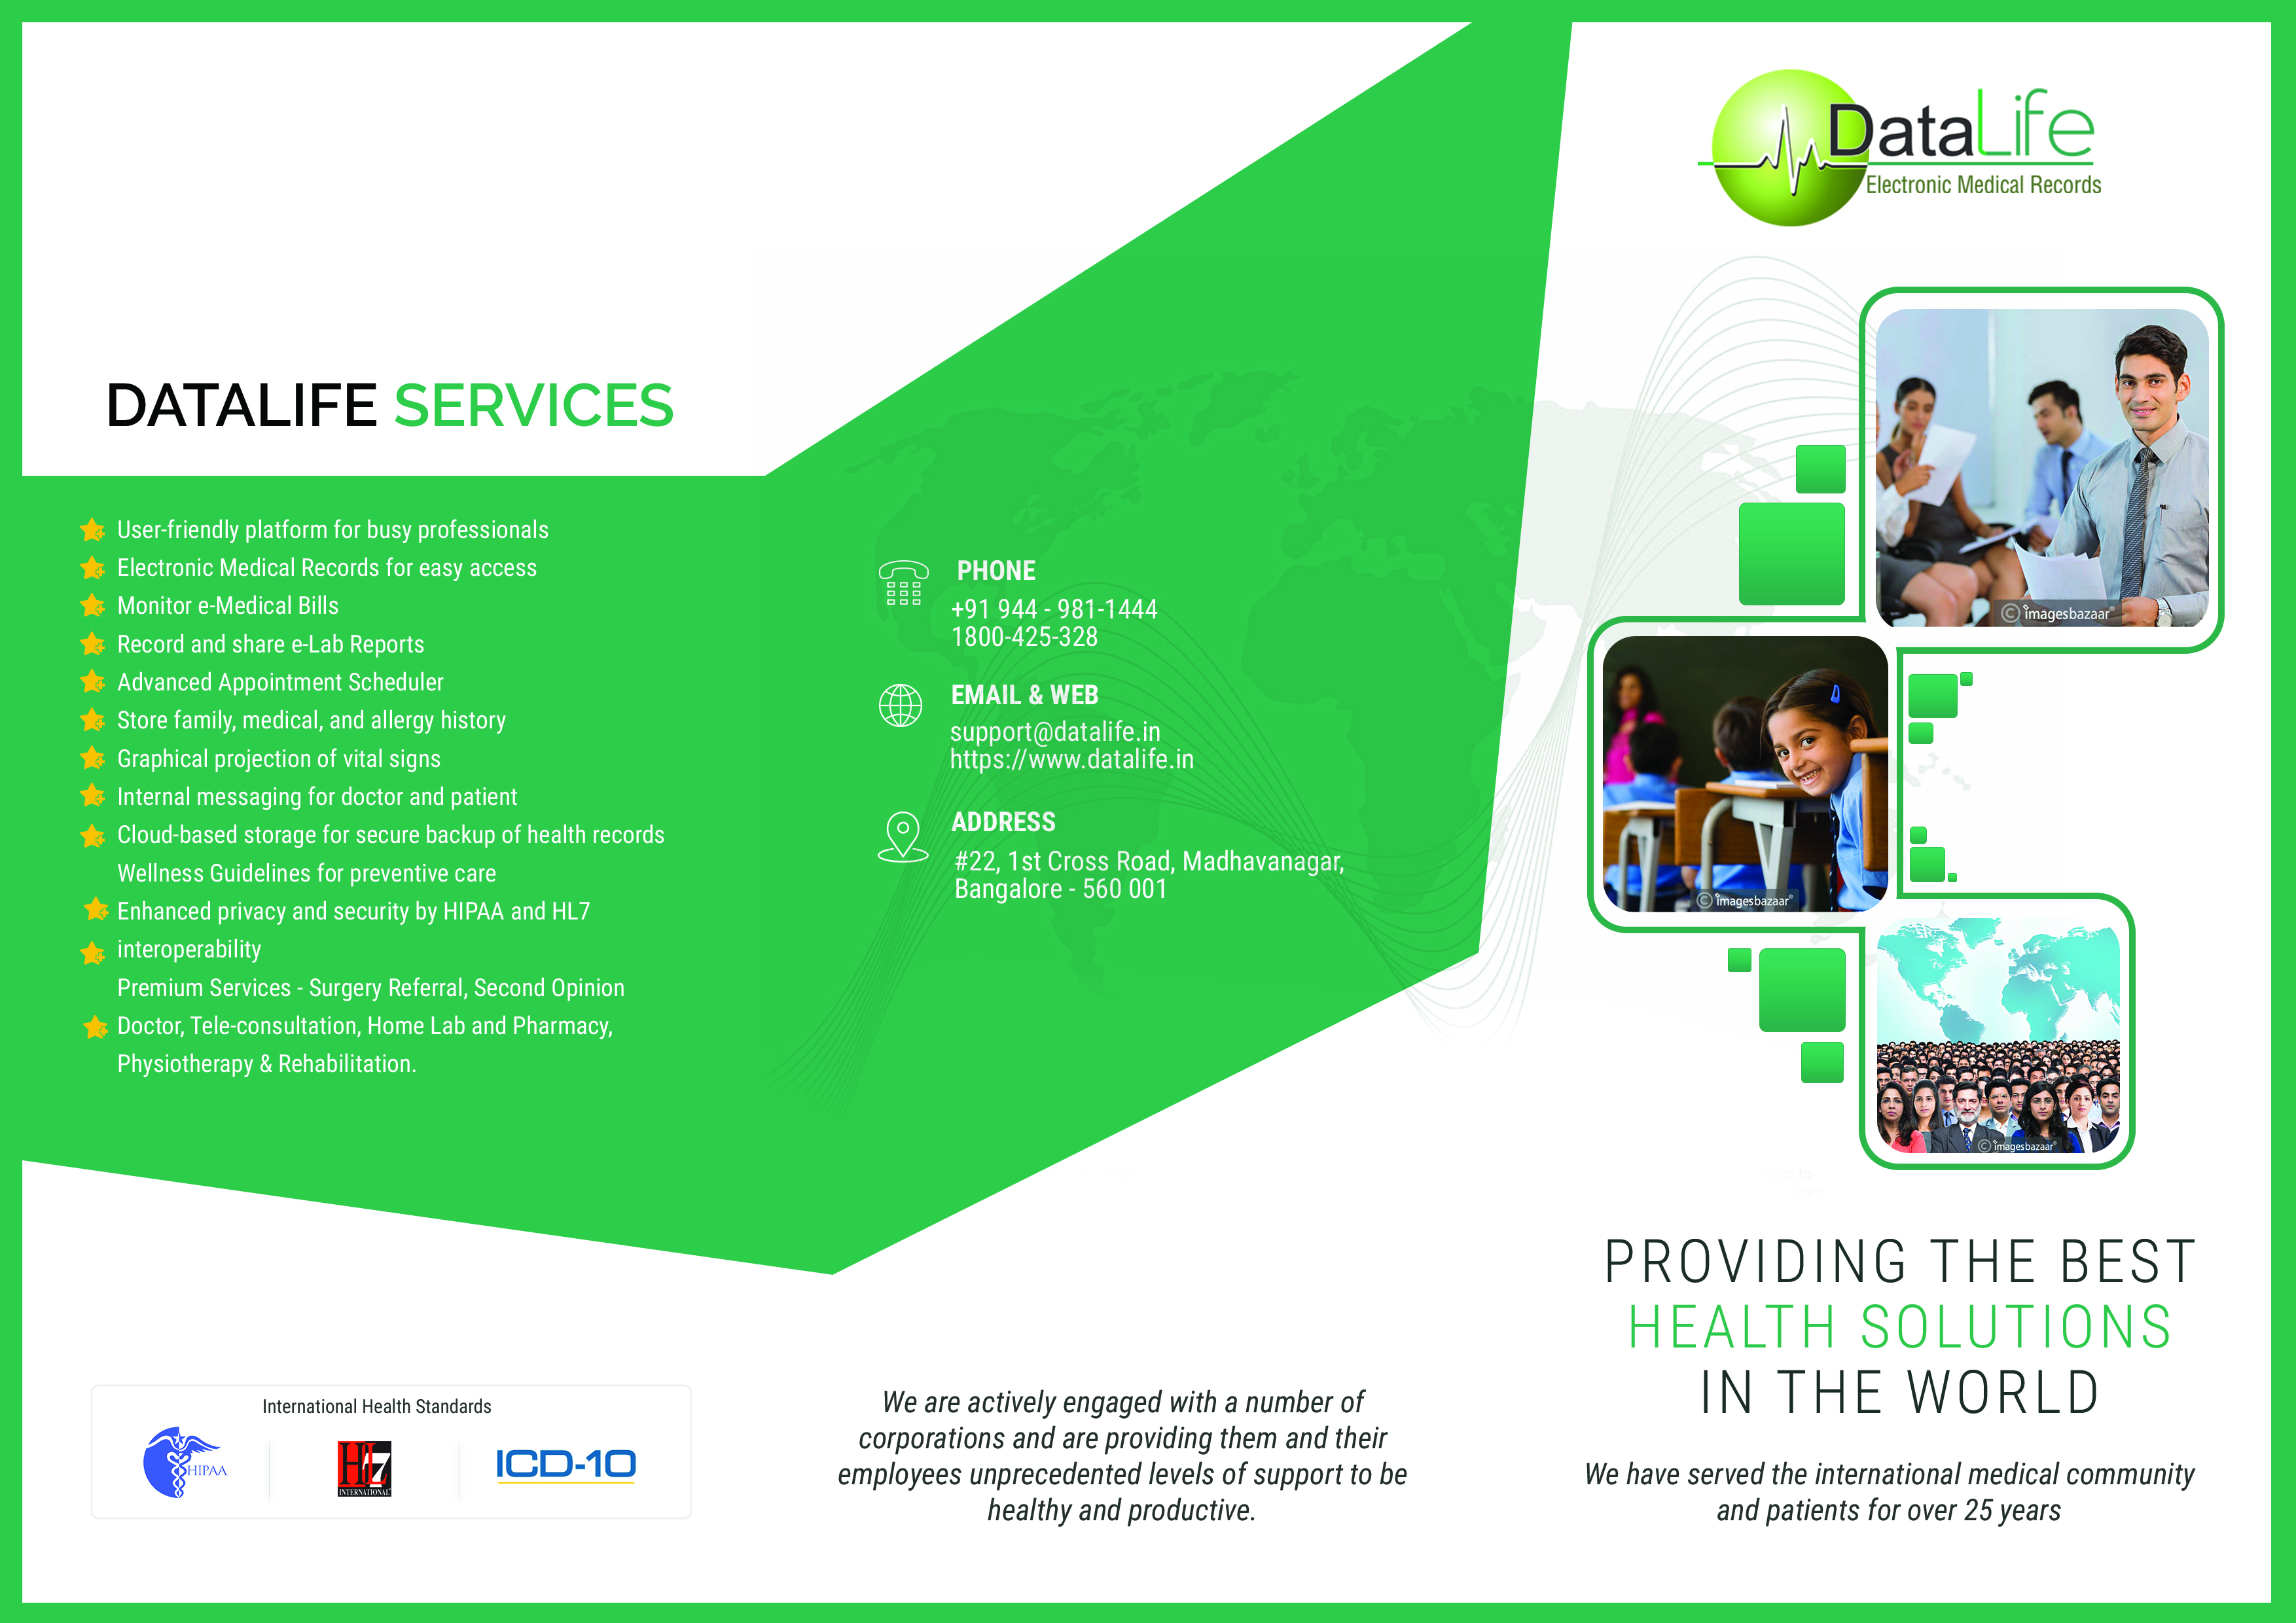 DATALIFE SERVICES
User-friendly platform for busy professionals
Electronic Medical Records for easy access
Monitor e-Medical Bills
Record and share e-Lab Reports
Advanced Appointment Scheduler
Store family, medical, and allergy history
Graphical projection of vital signs
Internal messaging for doctor and patient
Cloud-based storage for secure backup of health records
Wellness Guidelines for preventive care
Enhanced privacy and security by HIPAA and HL7
interoperability
Premium Services - Surgery Referral, Second Opinion
Doctor, Tele-consultation, Home Lab and Pharmacy,
Physiotherapy & Rehabilitation.
International Health Standards
HIPAA
HL7
INTERNATIONAL
ICD-10
PHONE
+91 944 - 981-1444
1800-425-328
EMAIL & WEB
support@datalife.in
https://www.datalife.in
ADDRESS
#22, 1st Cross Road, Madhavanagar,
Bangalore - 560 001
We are actively engaged with a number of
corporations and are providing them and their
employees unprecedented levels of support to be
healthy and productive.
DataLife
Electronic Medical Records
© imagesbazaar
© imagesbazaar
© imagesbazaar
PROVIDING THE BEST
HEALTH SOLUTIONS
IN THE WORLD
We have served the international medical community
and patients for over 25 years